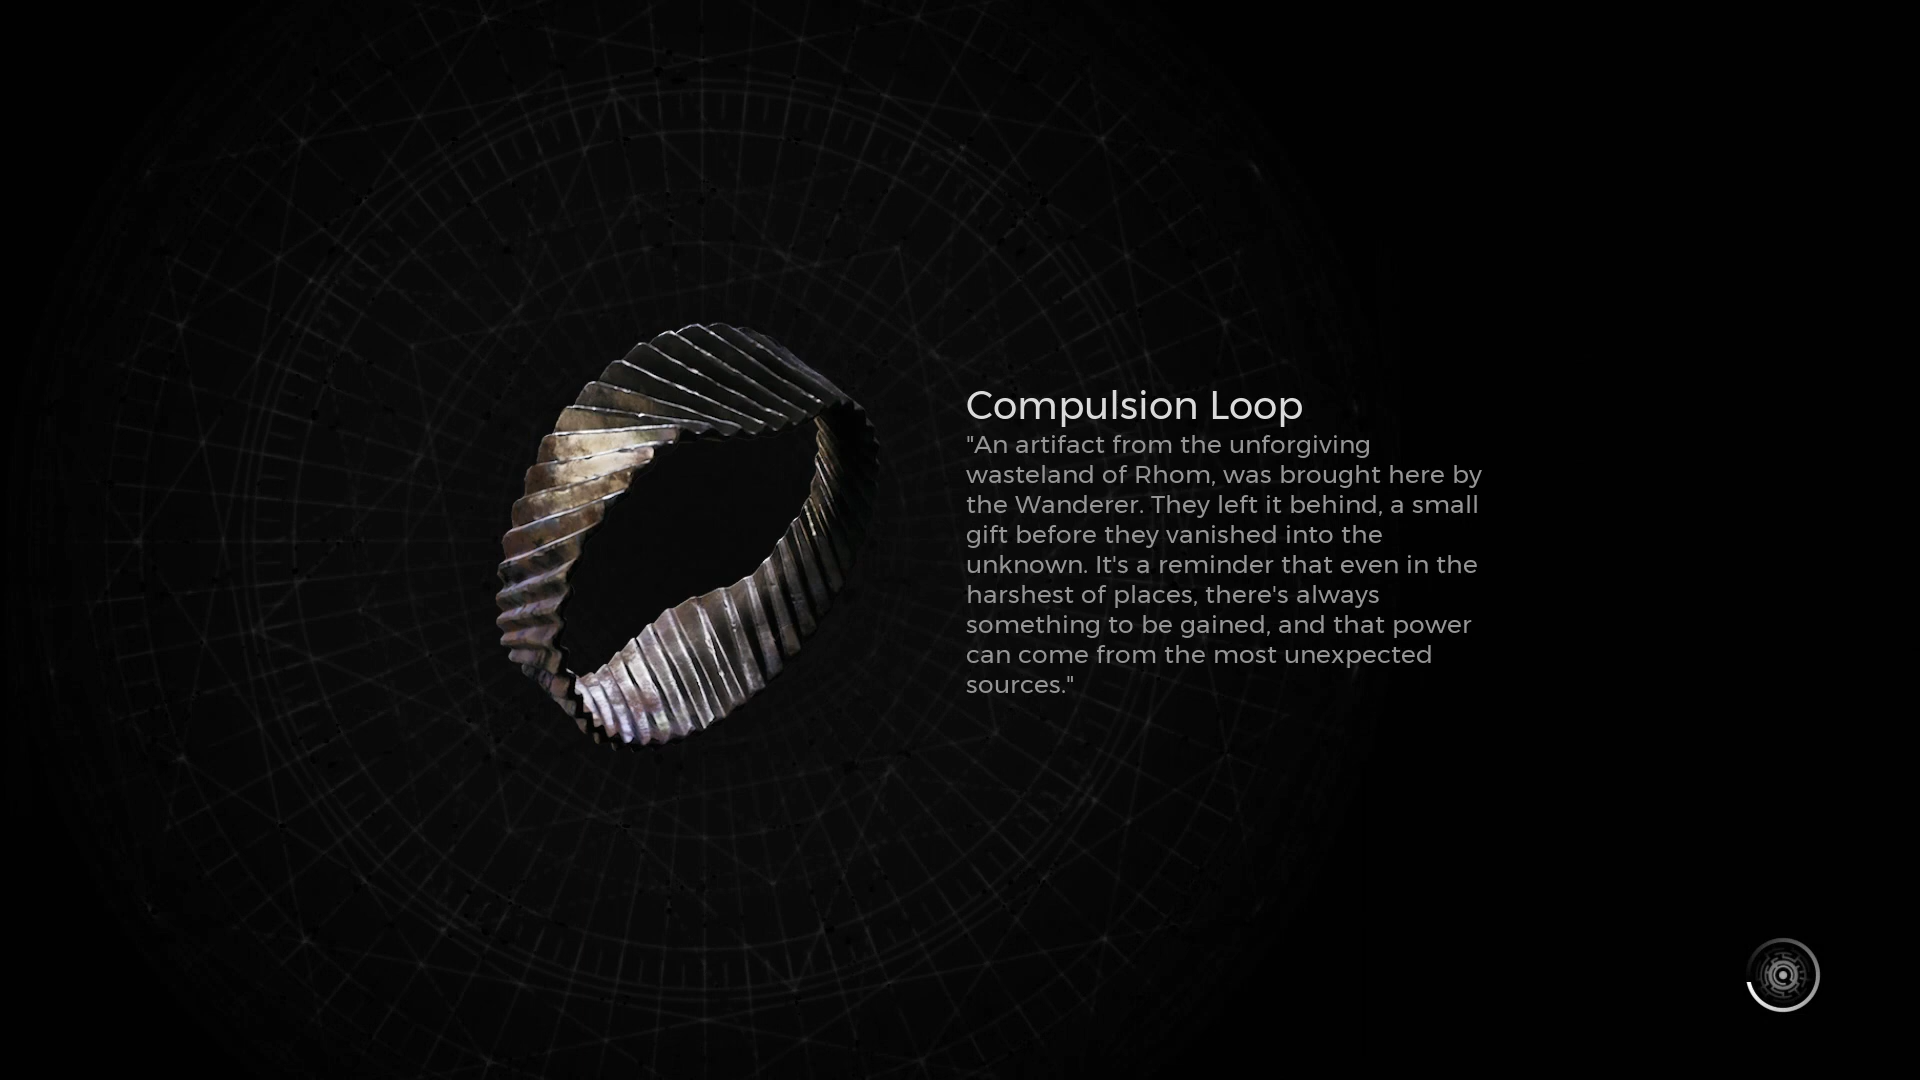 Compulsion Loop
"An artifact from the unforgiving
wasteland of Rhom, was brought here by
the Wanderer. They left it behind, a small
gift before they vanished into the
unknown. It's a reminder that even in the
harshest of places, there's always
something to be gained, and that power
can come from the most unexpected
sources."